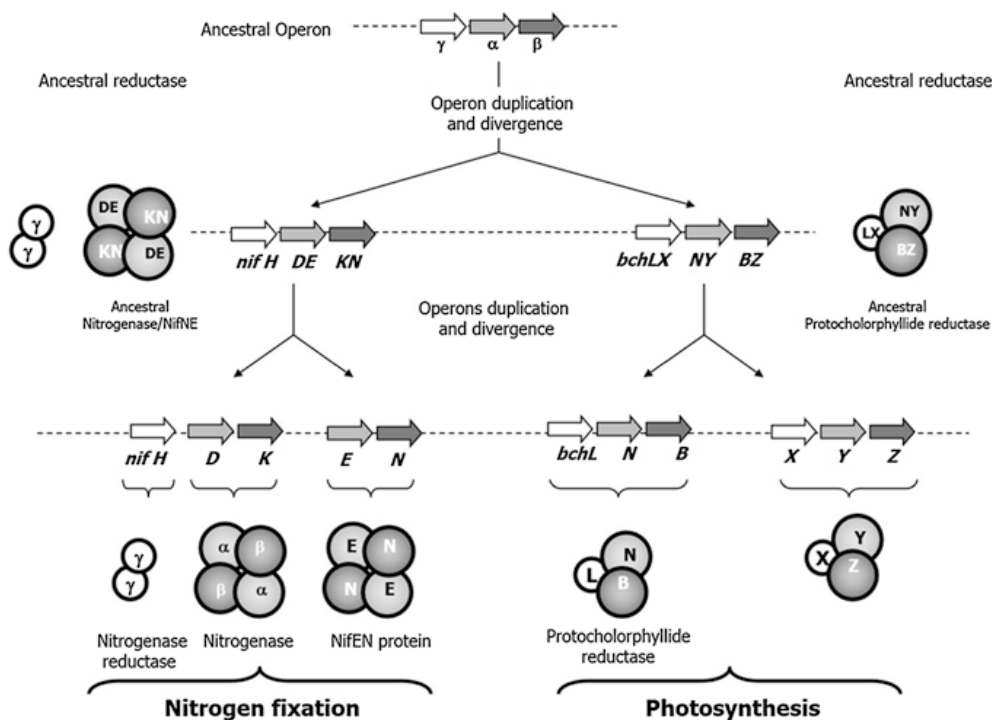 Ancestral Operon
γ α β
Ancestral reductase
Ancestral reductase
Operon duplication
and divergence
γ
γ
DE
KN
KN
DE
nif H DE KN
bchLX NY BZ
NY
LX
BZ
Ancestral
Nitrogenase/NifNE
Operons duplication
and divergence
Ancestral
Protocholorphyllide reductase
nif H D K E N bchL N B X Y Z
γ
γ
α β
β α
E N
N E
N
L
B
Y
X
Z
Nitrogenase
reductase
Nitrogenase
NifEN protein
Protocholorphyllide
reductase
Nitrogen fixation
Photosynthesis